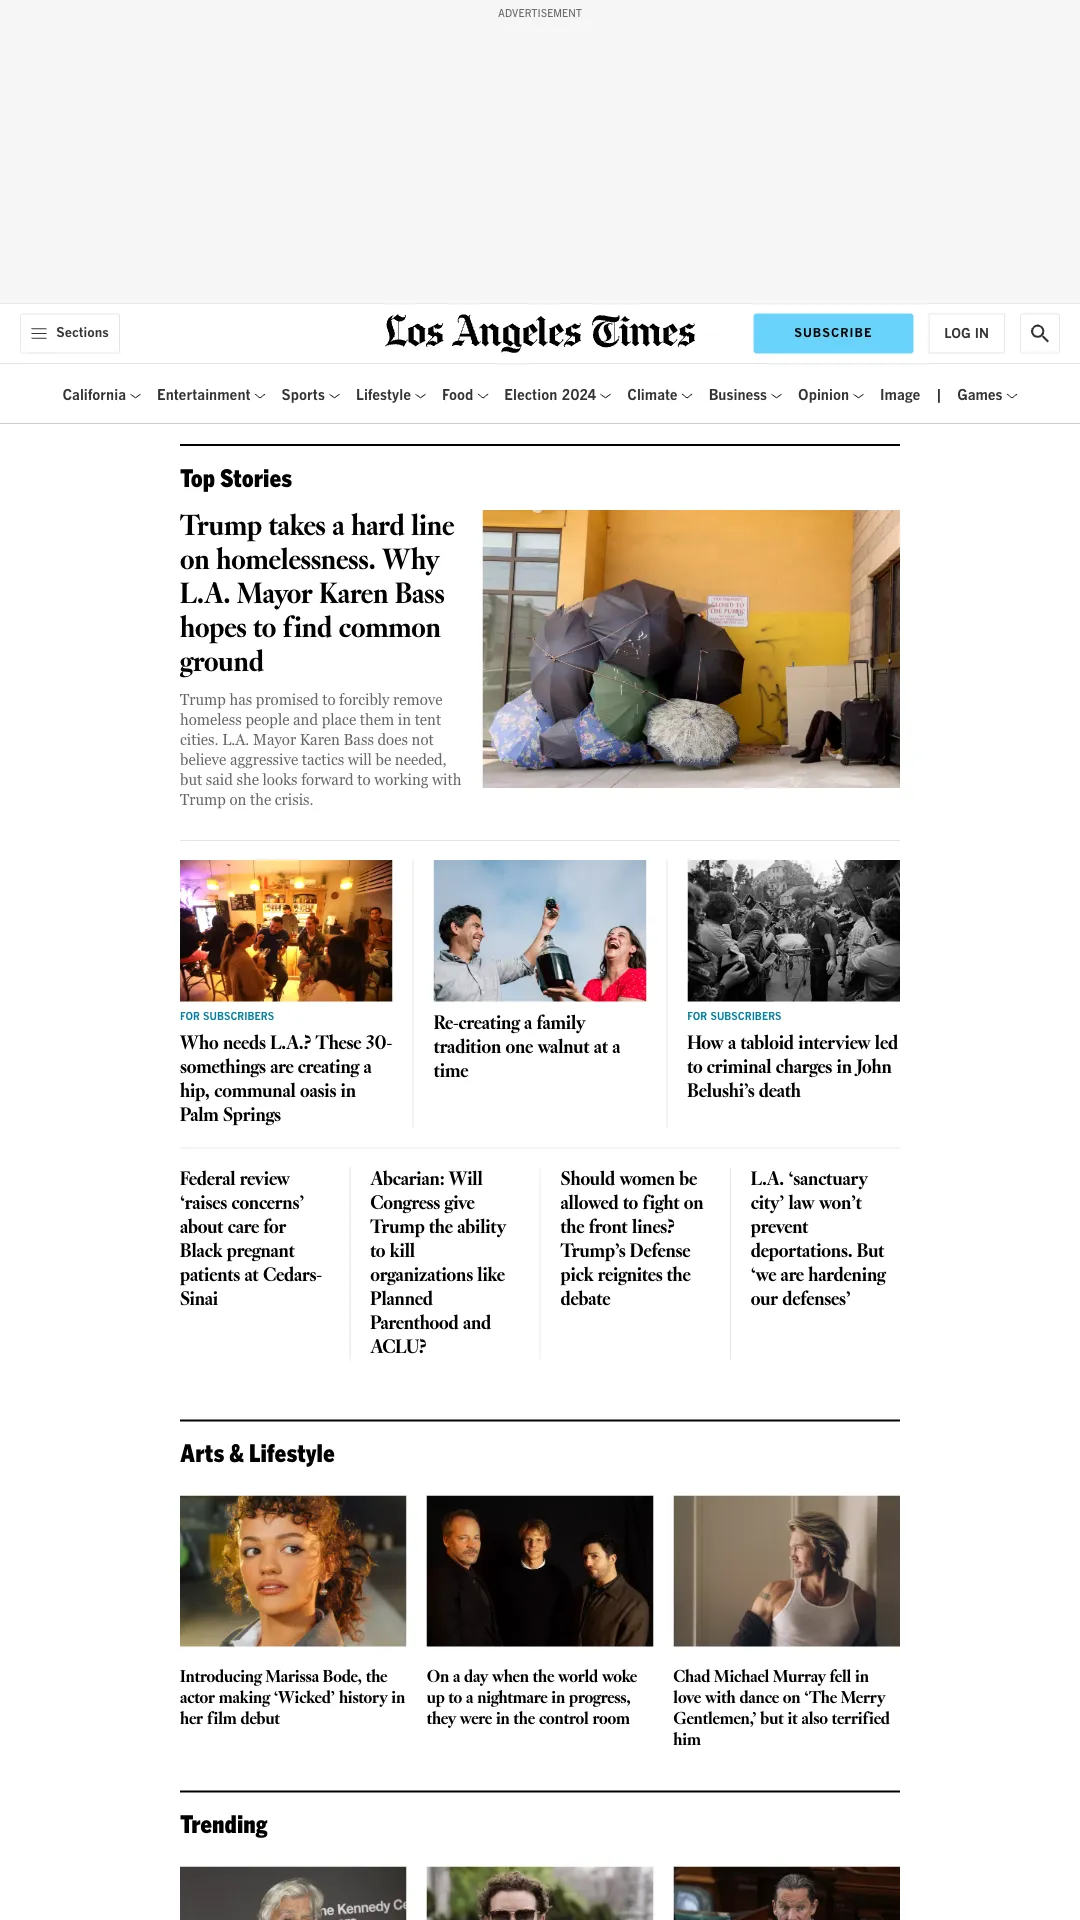 ADVERTISEMENT
Sections
Los Angeles Times
SUBSCRIBE
LOG IN
California
Entertainment
Sports
Lifestyle
Food
Election 2024
Climate
Business
Opinion
Image
|
Games
Top Stories
Trump takes a hard line
on homelessness. Why
L.A. Mayor Karen Bass
hopes to find common
ground
Trump has promised to forcibly remove
homeless people and place them in tent
cities. L.A. Mayor Karen Bass does not
believe aggressive tactics will be needed,
but said she looks forward to working with
Trump on the crisis.
CLOSED TO
THE PUBLIC
FOR SUBSCRIBERS
Who needs L.A.? These 30-
somethings are creating a
hip, communal oasis in
Palm Springs
Re-creating a family
tradition one walnut at a
time
FOR SUBSCRIBERS
How a tabloid interview led
to criminal charges in John
Belushi’s death
Federal review
‘raises concerns’
about care for
Black pregnant
patients at Cedars-
Sinai
Abcarian: Will
Congress give
Trump the ability
to kill
organizations like
Planned
Parenthood and
ACLU?
Should women be
allowed to fight on
the front lines?
Trump’s Defense
pick reignites the
debate
L.A. ‘sanctuary
city’ law won’t
prevent
deportations. But
‘we are hardening
our defenses’
Arts & Lifestyle
Introducing Marissa Bode, the
actor making ‘Wicked’ history in
her film debut
On a day when the world woke
up to a nightmare in progress,
they were in the control room
Chad Michael Murray fell in
love with dance on ‘The Merry
Gentlemen,’ but it also terrified
him
Trending
he Kennedy Ce